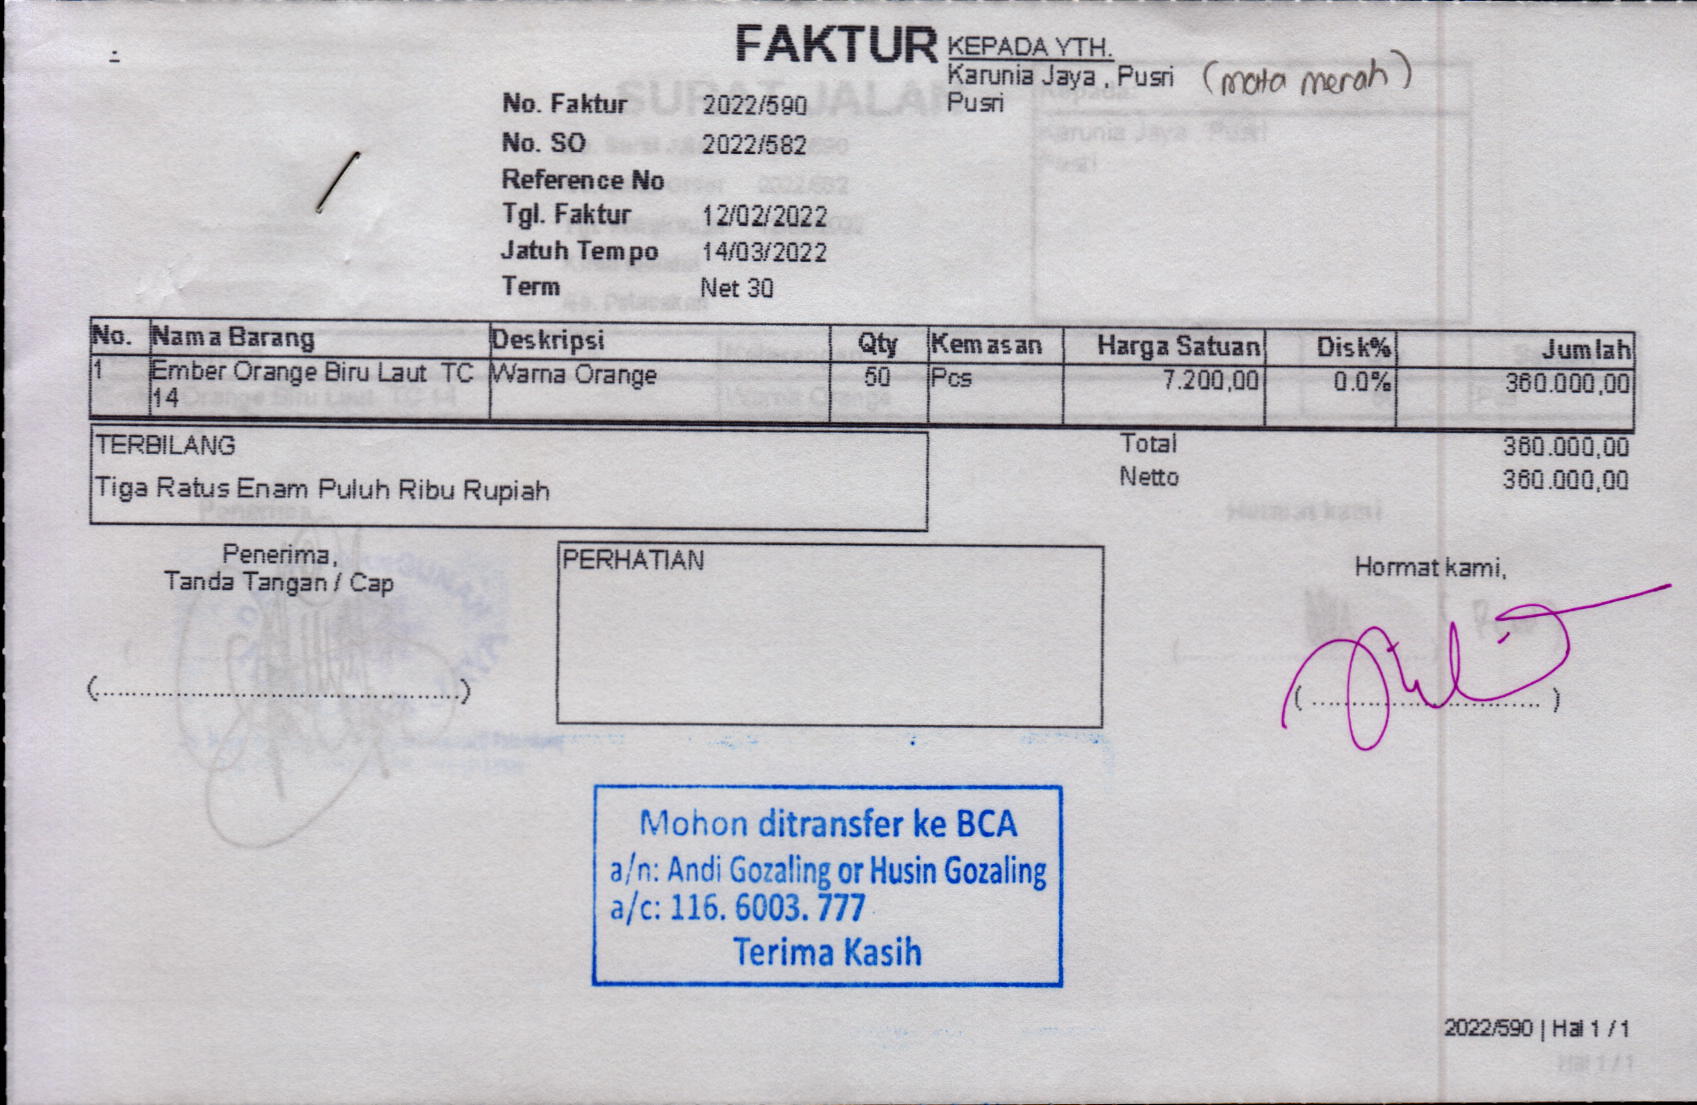 FAKTUR
KEPADA YTH.
Karunia Jaya , Pusri (mata merah)
Pusri
No. Faktur 2022/590
No. SO 2022/582
Reference No
Tgl. Faktur 12/02/2022
Jatuh Tempo 14/03/2022
Term Net 30
No. Nama Barang Deskripsi Qty Kemasan Harga Satuan Disk% Jumlah
1 Ember Orange Biru Laut TC Warna Orange 50 Pcs 7.200,00 0.0% 360.000,00
14
TERBILANG
Tiga Ratus Enam Puluh Ribu Rupiah
Total 360.000,00
Netto 360.000,00
Penerima,
Tanda Tangan / Cap
PERHATIAN
Hormat kami,
Mohon ditransfer ke BCA
a/n: Andi Gozaling or Husin Gozaling
a/c: 116. 6003. 777
Terima Kasih
2022/590 | Hal 1 / 1